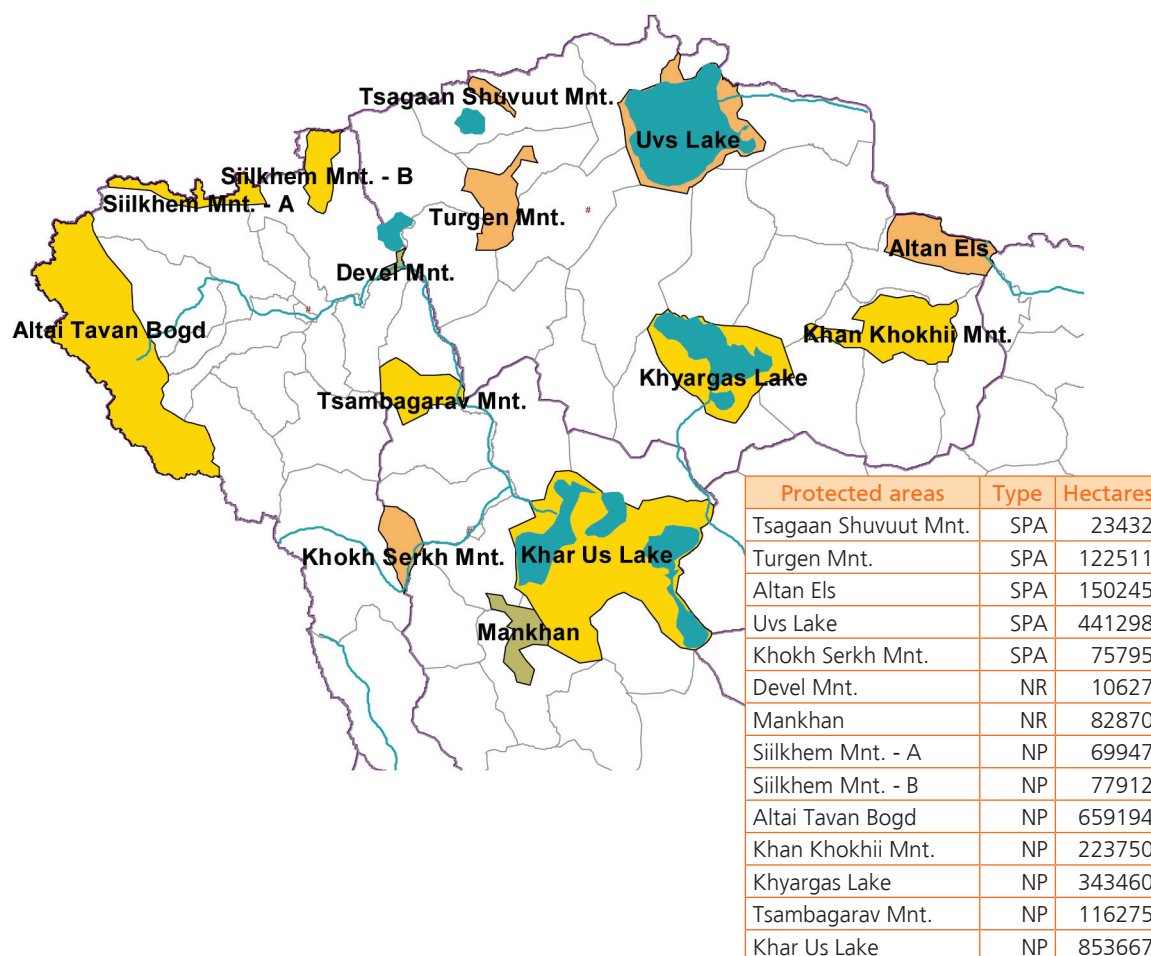 Tsagaan Shuvuut Mnt.
Uvs Lake
Siilkhem Mnt. - B
Siilkhem Mnt. - A
Turgen Mnt.
Altan Els
Devel Mnt.
Altai Tavan Bogd
Khan Khokhii Mnt.
Khyargas Lake
Tsambagarav Mnt.
Khokh Serkh Mnt.
Khar Us Lake
Mankhan
Protected areas Type Hectares
Tsagaan Shuvuut Mnt. SPA 23432
Turgen Mnt. SPA 122511
Altan Els SPA 150245
Uvs Lake SPA 441298
Khokh Serkh Mnt. SPA 75795
Devel Mnt. NR 10627
Mankhan NR 82870
Siilkhem Mnt. - A NP 69947
Siilkhem Mnt. - B NP 77912
Altai Tavan Bogd NP 659194
Khan Khokhii Mnt. NP 223750
Khyargas Lake NP 343460
Tsambagarav Mnt. NP 116275
Khar Us Lake NP 853667